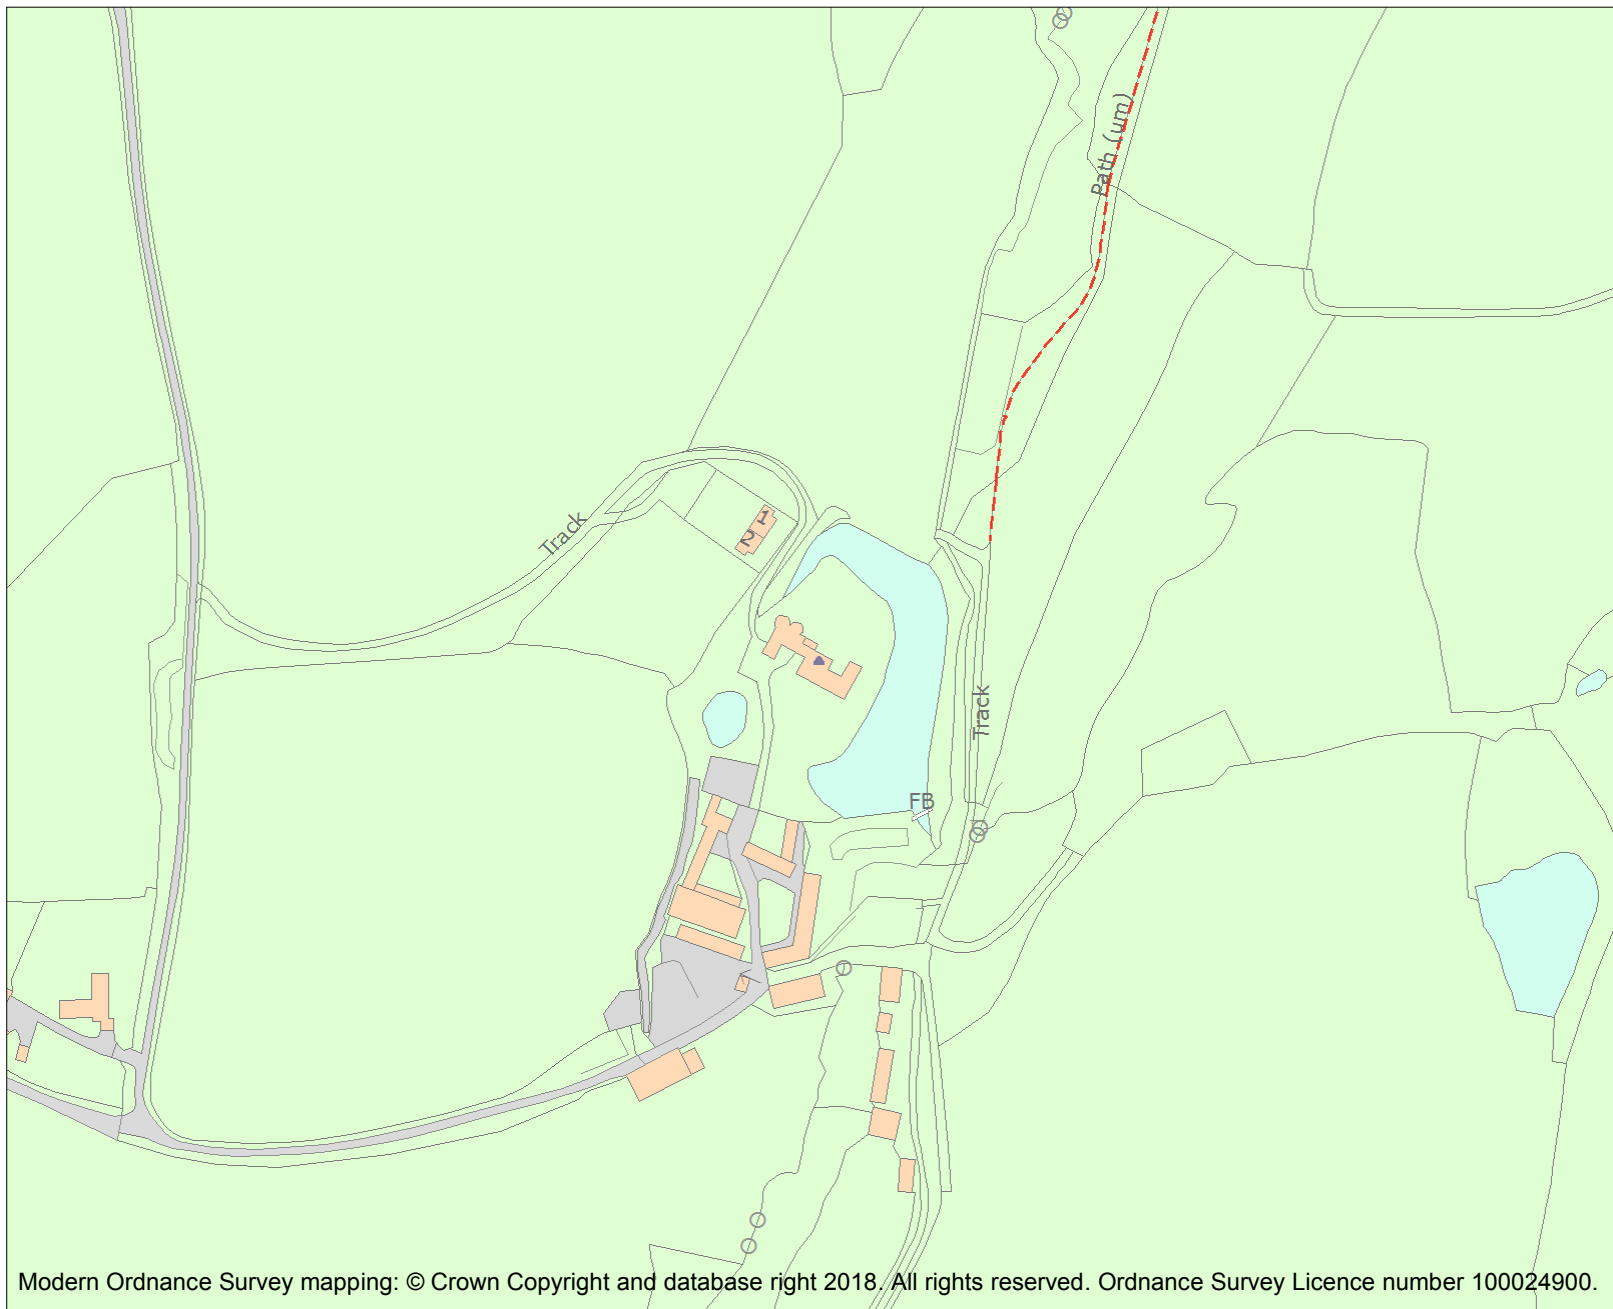 Path (um)
Track
1
2
Track
FB
Modern Ordnance Survey mapping: © Crown Copyright and database right 2018. All rights reserved. Ordnance Survey Licence number 100024900.